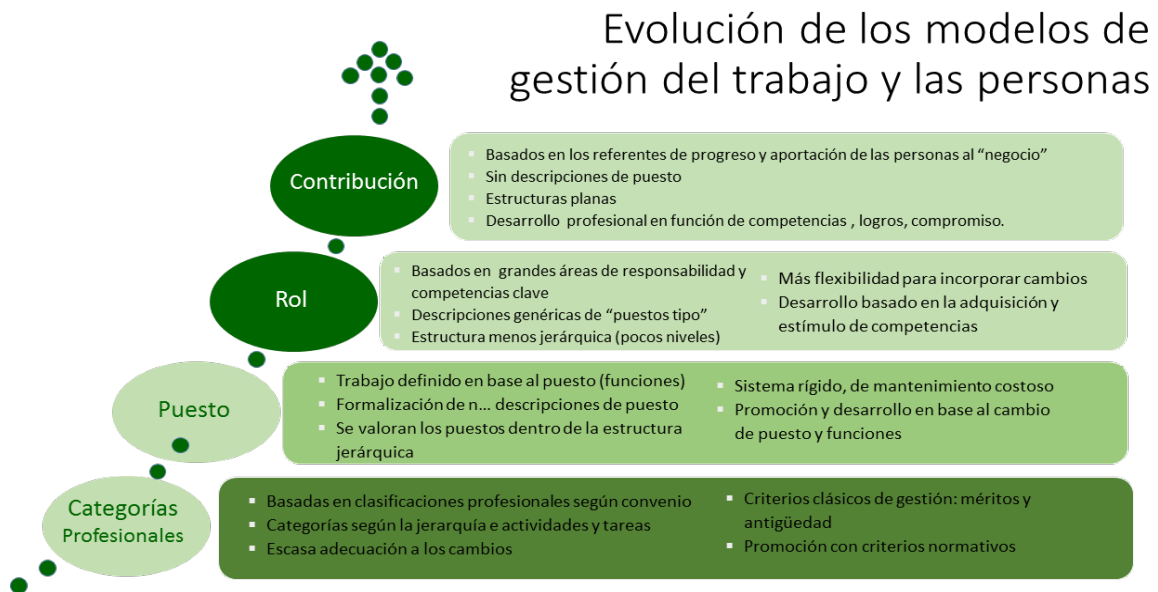 Evolución de los modelos de
gestión del trabajo y las personas
Contribución
Basados en los referentes de progreso y aportación de las personas al “negocio”
Sin descripciones de puesto
Estructuras planas
Desarrollo profesional en función de competencias , logros, compromiso.
Rol
Basados en grandes áreas de responsabilidad y
competencias clave
Descripciones genéricas de “puestos tipo”
Estructura menos jerárquica (pocos niveles)
Más flexibilidad para incorporar cambios
Desarrollo basado en la adquisición y
estímulo de competencias
Puesto
Trabajo definido en base al puesto (funciones)
Formalización de n... descripciones de puesto
Se valoran los puestos dentro de la estructura
jerárquica
Sistema rígido, de mantenimiento costoso
Promoción y desarrollo en base al cambio
de puesto y funciones
Categorías
Profesionales
Basadas en clasificaciones profesionales según convenio
Categorías según la jerarquía e actividades y tareas
Escasa adecuación a los cambios
Criterios clásicos de gestión: méritos y
antigüedad
Promoción con criterios normativos